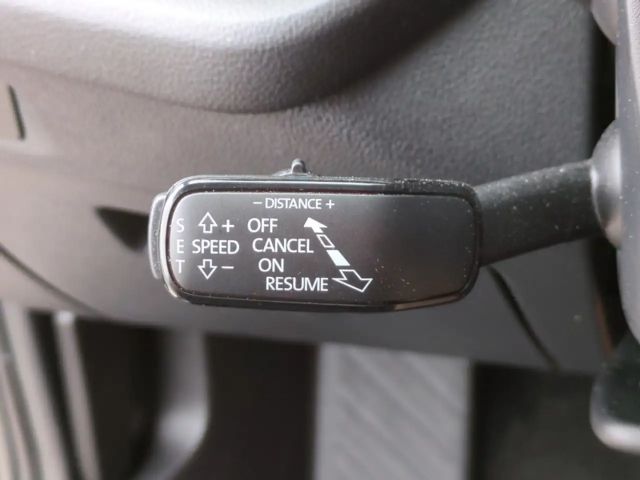 - DISTANCE +
S + OFF
E SPEED CANCEL
T - ON
RESUME